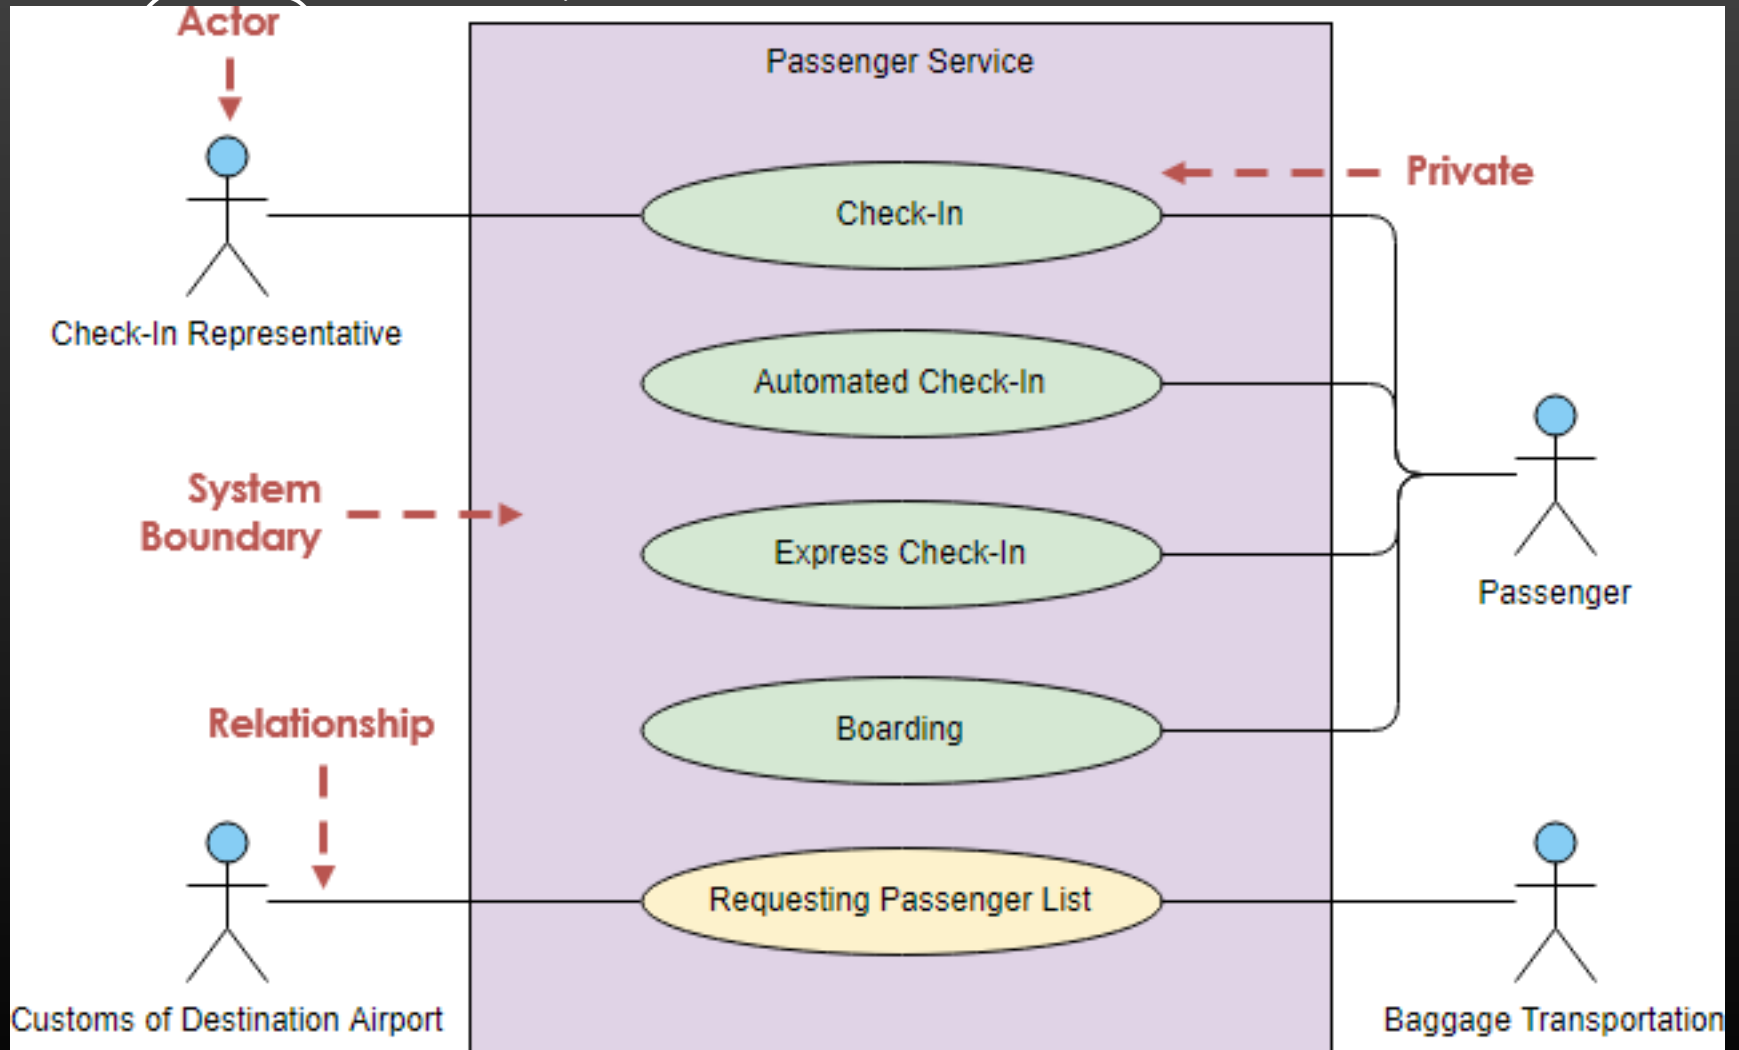 Actor
Passenger Service
Private
Check-In
Check-In Representative
Automated Check-In
System
Boundary
Express Check-In
Passenger
Relationship
Boarding
Requesting Passenger List
Customs of Destination Airport
Baggage Transportation